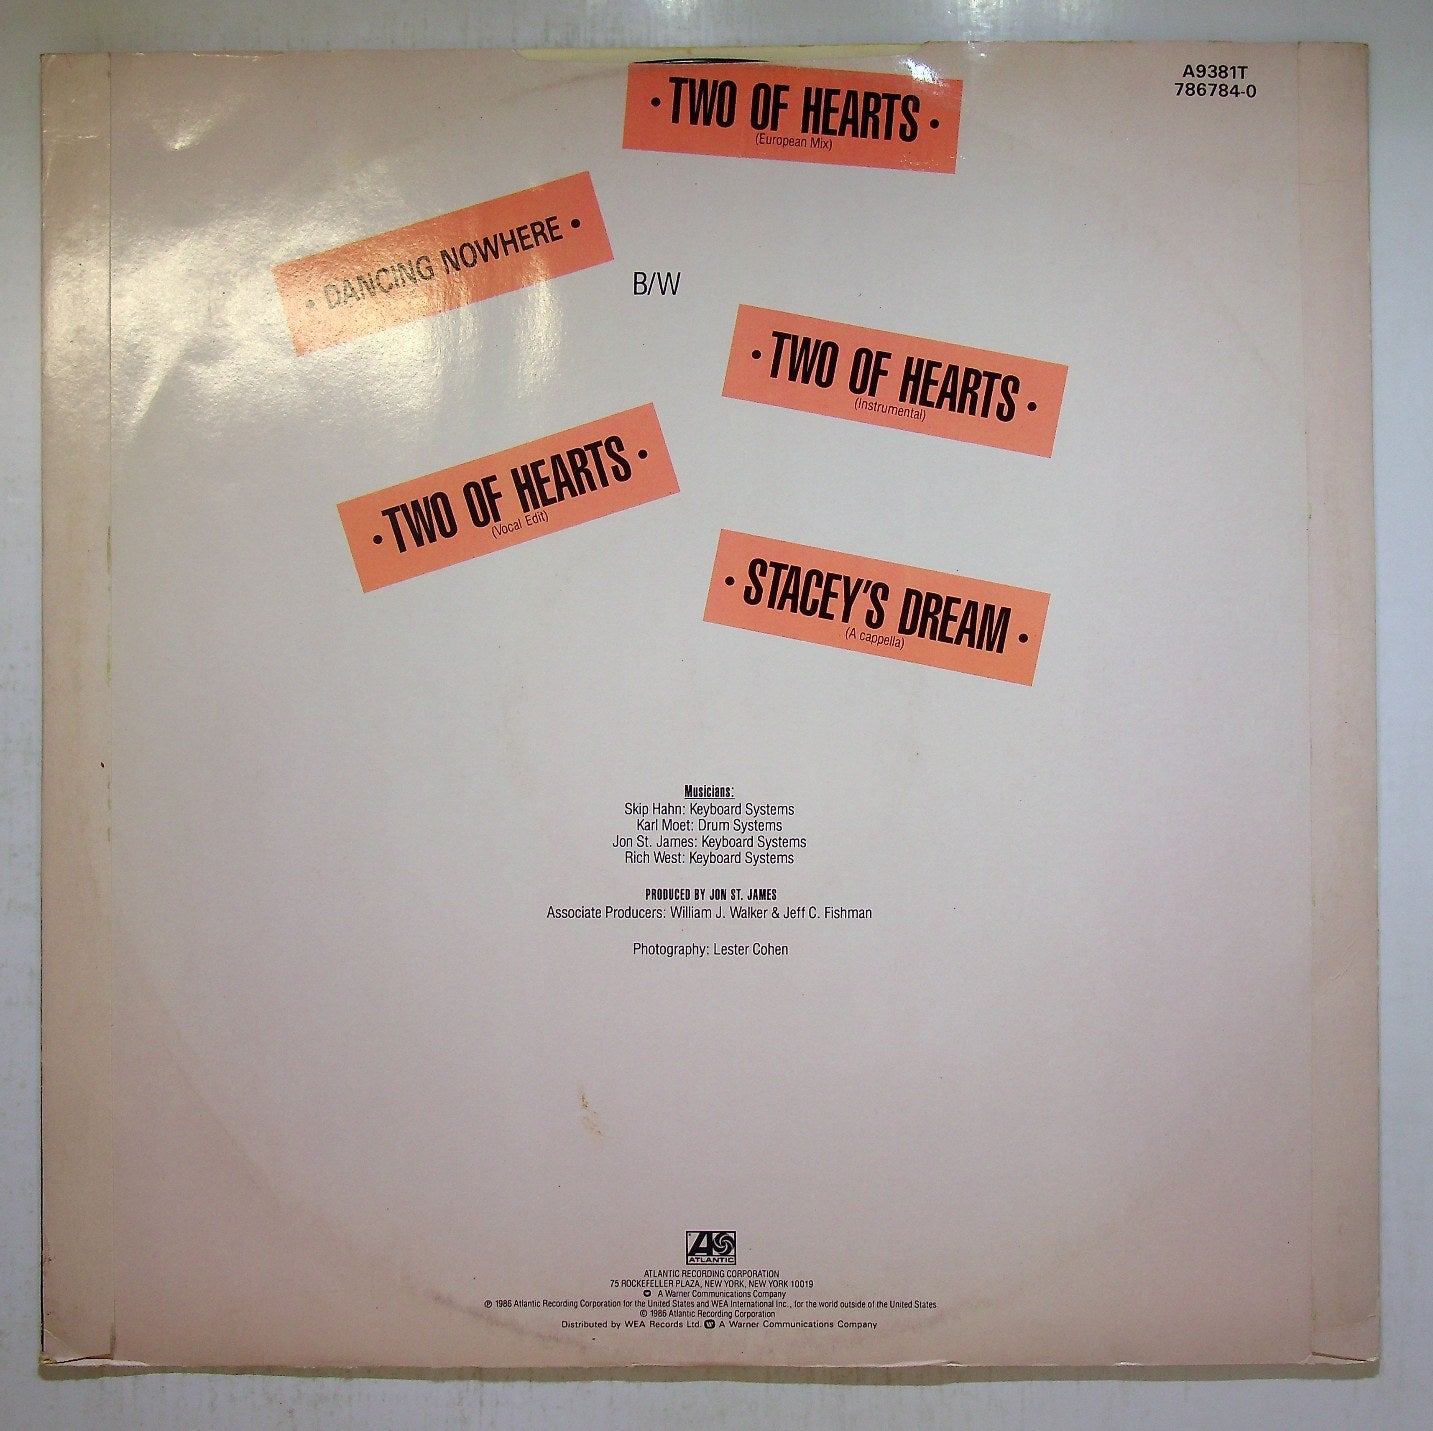 A9381T
786784-0
• TWO OF HEARTS •
(European Mix)
• DANCING NOWHERE •
B/W
• TWO OF HEARTS •
(Instrumental)
• TWO OF HEARTS •
(Vocal Edit)
• STACEY'S DREAM •
(A cappella)
Musicians:
Skip Hahn: Keyboard Systems
Karl Moet: Drum Systems
Jon St. James: Keyboard Systems
Rich West: Keyboard Systems
PRODUCED BY JON ST. JAMES
Associate Producers: William J. Walker & Jeff C. Fishman
Photography: Lester Cohen
ATLANTIC
ATLANTIC RECORDING CORPORATION
75 ROCKEFELLER PLAZA, NEW YORK, NEW YORK 10019
A Warner Communications Company
℗ 1986 Atlantic Recording Corporation for the United States and WEA International Inc., for the world outside of the United States.
© 1986 Atlantic Recording Corporation
Distributed by WEA Records Ltd. A Warner Communications Company